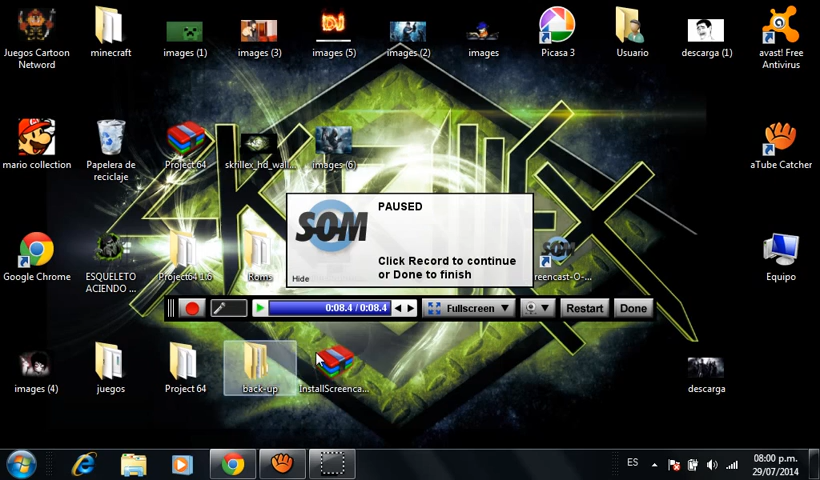 Juegos Cartoon
Netword
minecraft
images (1)
images (3)
images (5)
images (2)
images
Picasa 3
Usuario
descarga (1)
avast! Free
Antivirus
DJ
mario collection
Papelera de
reciclaje
Project 64
skrillex_hd_wall...
images (6)
aTube Catcher
SKRILLEX
SOM
PAUSED
Click Record to continue
or Done to finish
Hide
Google Chrome
ESQUELETO
ACIENDO ...
Project64 1.6
Roms
reencast-O-...
Equipo
0:08.4 / 0:08.4
Fullscreen
Restart
Done
images (4)
juegos
Project 64
back-up
InstallScreenca...
descarga
ES
08:00 p.m.
29/07/2014